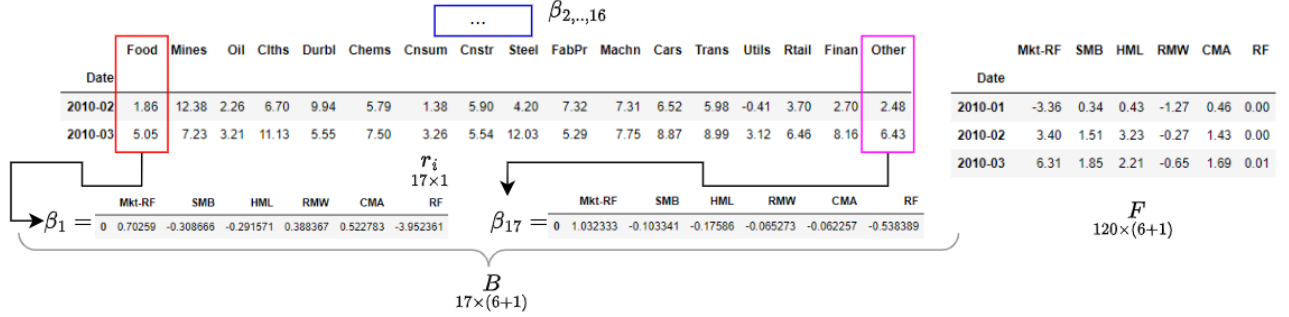 ... β2,..,16
Food Mines Oil Clths Durbl Chems Cnsum Cnstr Steel FabPr Machn Cars Trans Utils Rtail Finan Other
Date
2010-02 1.86 12.38 2.26 6.70 9.94 5.79 1.38 5.90 4.20 7.32 7.31 6.52 5.98 -0.41 3.70 2.70 2.48
2010-03 5.05 7.23 3.21 11.13 5.55 7.50 3.26 5.54 12.03 5.29 7.75 8.87 8.99 3.12 6.46 8.16 6.43
Mkt-RF SMB HML RMW CMA RF
Date
2010-01 -3.36 0.34 0.43 -1.27 0.46 0.00
2010-02 3.40 1.51 3.23 -0.27 1.43 0.00
2010-03 6.31 1.85 2.21 -0.65 1.69 0.01
ri
17×1
Mkt-RF SMB HML RMW CMA RF
β1 = 0 0.70259 -0.308666 -0.291571 0.388367 0.522783 -3.952361
Mkt-RF SMB HML RMW CMA RF
β17 = 0 1.032333 -0.103341 -0.17586 -0.065273 -0.062257 -0.538389
F
120×(6+1)
B
17×(6+1)